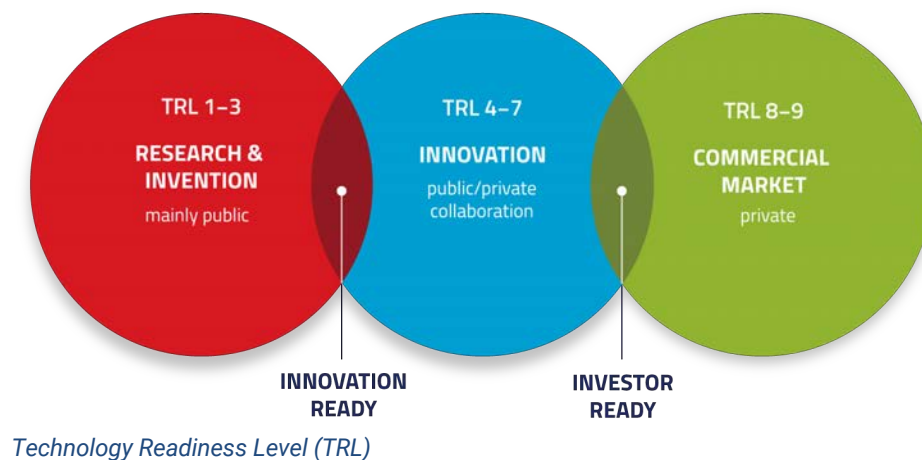 TRL 1–3
RESEARCH &
INVENTION
mainly public
TRL 4–7
INNOVATION
public/private
collaboration
TRL 8–9
COMMERCIAL
MARKET
private
INNOVATION
READY
INVESTOR
READY
Technology Readiness Level (TRL)